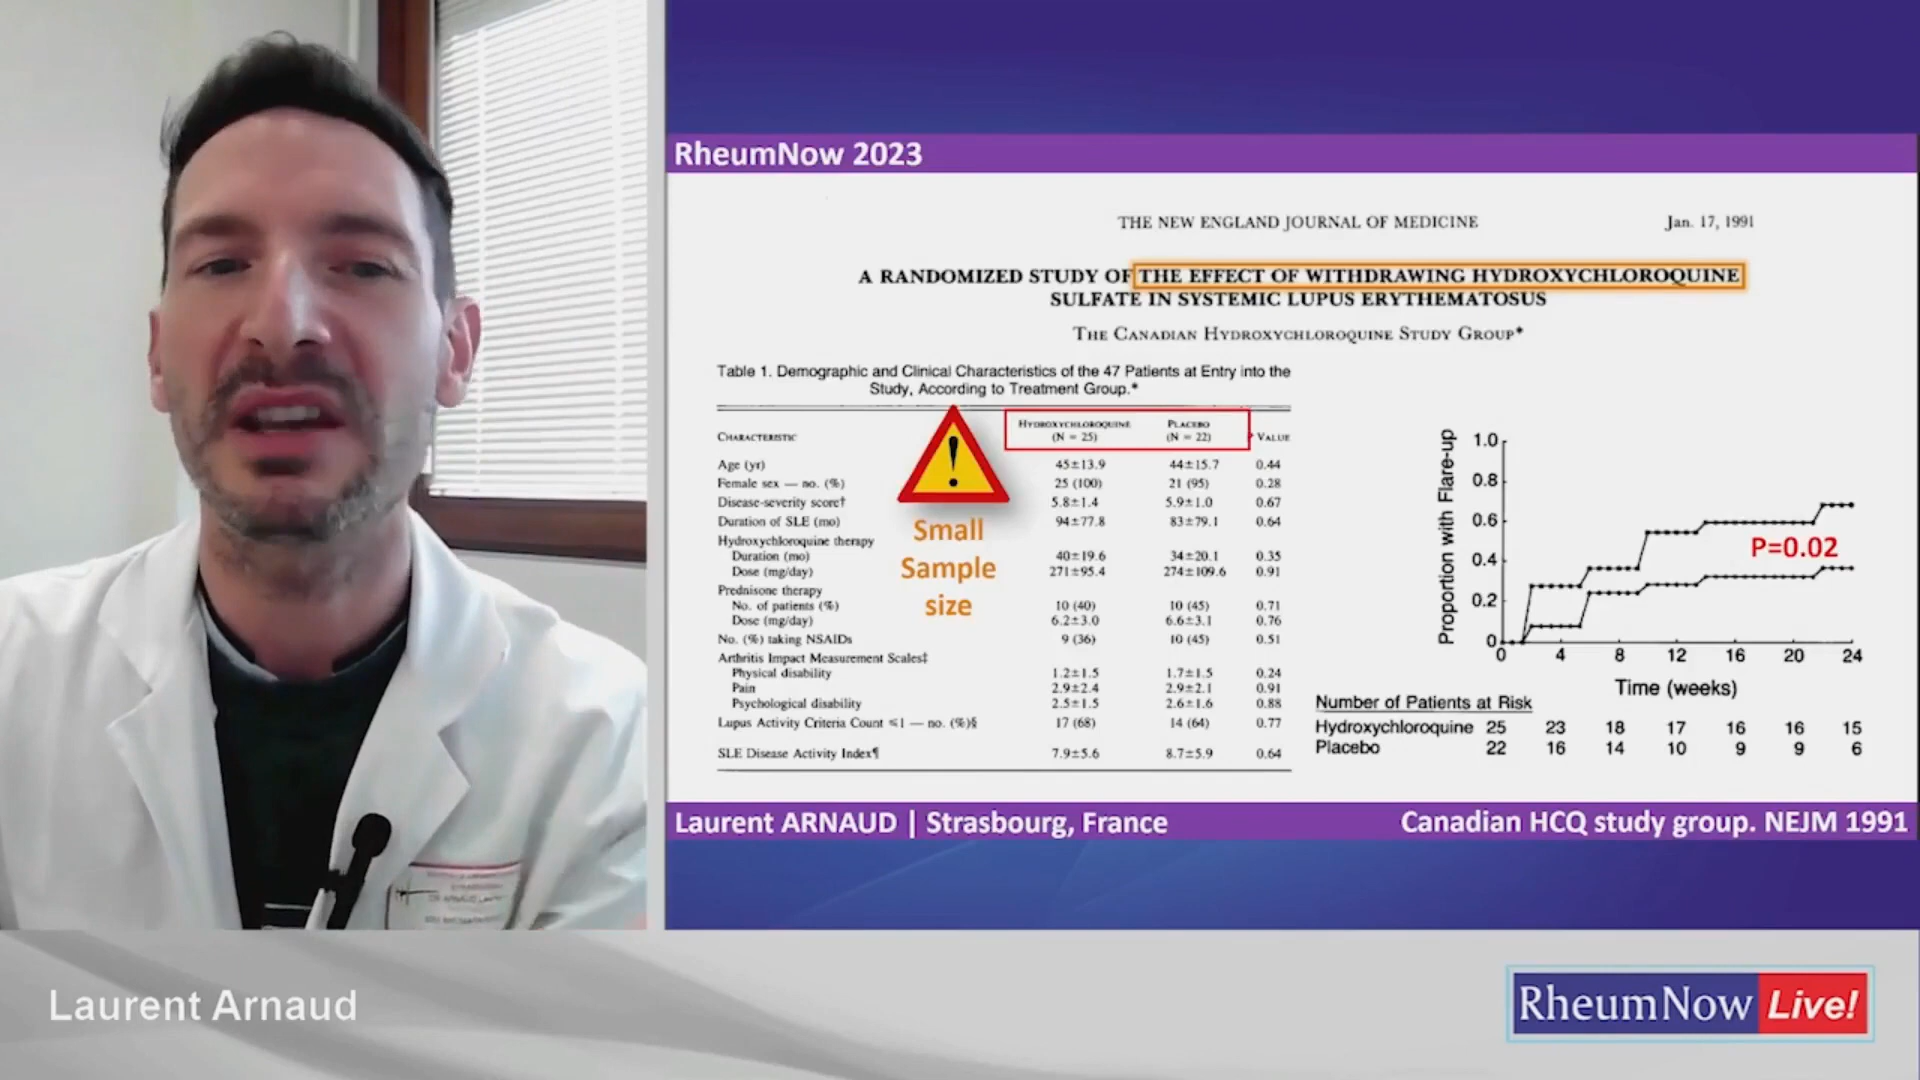 RheumNow 2023
THE NEW ENGLAND JOURNAL OF MEDICINE Jan. 17, 1991
A RANDOMIZED STUDY OF THE EFFECT OF WITHDRAWING HYDROXYCHLOROQUINE
SULFATE IN SYSTEMIC LUPUS ERYTHEMATOSUS
THE CANADIAN HYDROXYCHLOROQUINE STUDY GROUP*
Table 1. Demographic and Clinical Characteristics of the 47 Patients at Entry into the
Study, According to Treatment Group.*
CHARACTERISTIC HYDROXYCHLOROQUINE (N = 25) PLACEBO (N = 22) VALUE
Age (yr) 45±13.9 44±15.7 0.44
Female sex — no. (%) 25 (100) 21 (95) 0.28
Disease-severity score† 5.8±1.4 5.9±1.0 0.67
Duration of SLE (mo) 94±77.8 83±79.1 0.64
Hydroxychloroquine therapy
Duration (mo) 40±19.6 34±20.1 0.35
Dose (mg/day) 271±95.4 274±109.6 0.91
Prednisone therapy
No. of patients (%) 10 (40) 10 (45) 0.71
Dose (mg/day) 6.2±3.0 6.6±3.1 0.76
No. (%) taking NSAIDs 9 (36) 10 (45) 0.51
Arthritis Impact Measurement Scales‡
Physical disability 1.2±1.5 1.7±1.5 0.24
Pain 2.9±2.4 2.9±2.1 0.91
Psychological disability 2.5±1.5 2.6±1.6 0.88
Lupus Activity Criteria Count ≤1 — no. (%)§ 17 (68) 14 (64) 0.77
SLE Disease Activity Index¶ 7.9±5.6 8.7±5.9 0.64
!
Small
Sample
size
Proportion with Flare-up
1.0
0.8
0.6
0.4
0.2
0
P=0.02
0 4 8 12 16 20 24
Time (weeks)
Number of Patients at Risk
Hydroxychloroquine 25 23 18 17 16 16 15
Placebo 22 16 14 10 9 9 6
Laurent ARNAUD | Strasbourg, France Canadian HCQ study group. NEJM 1991
Laurent Arnaud
RheumNow Live!